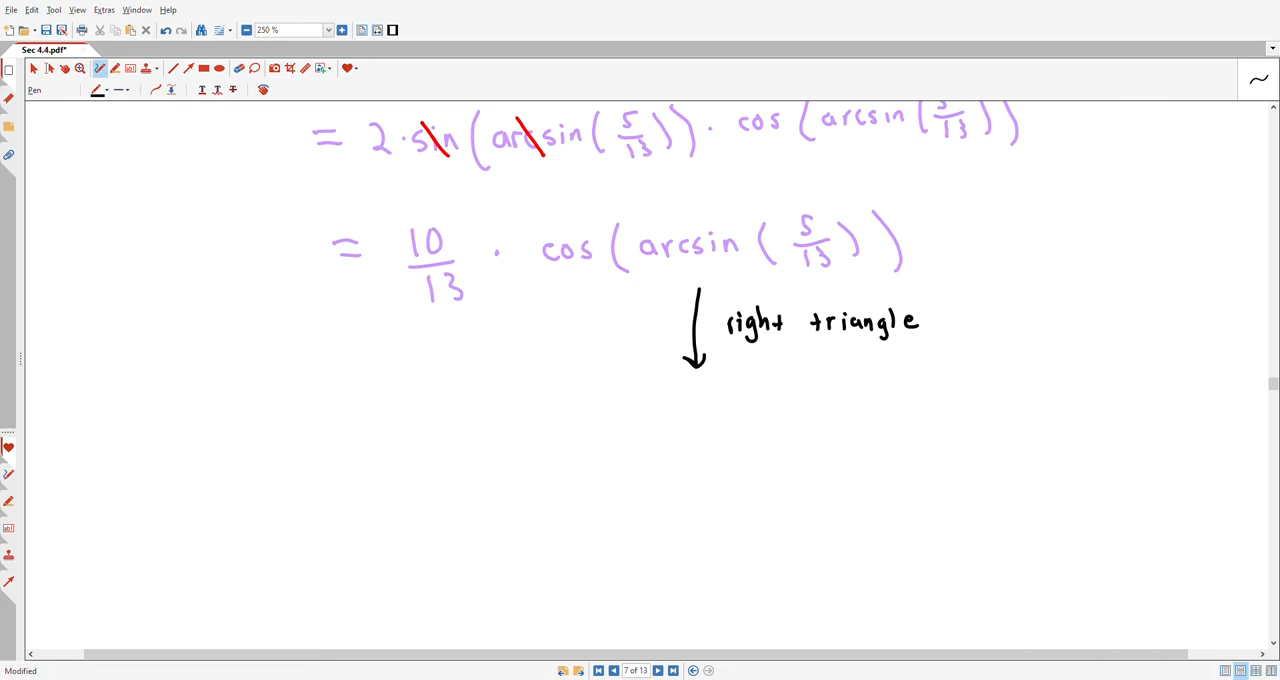 File Edit Tool View Extras Window Help
250 %
Sec 4.4.pdf*
Pen
= 2 · sin (arcsin (5/13)) · cos (arcsin (5/13))
= 10/13 · cos (arcsin (5/13))
right triangle
Modified
7 of 13